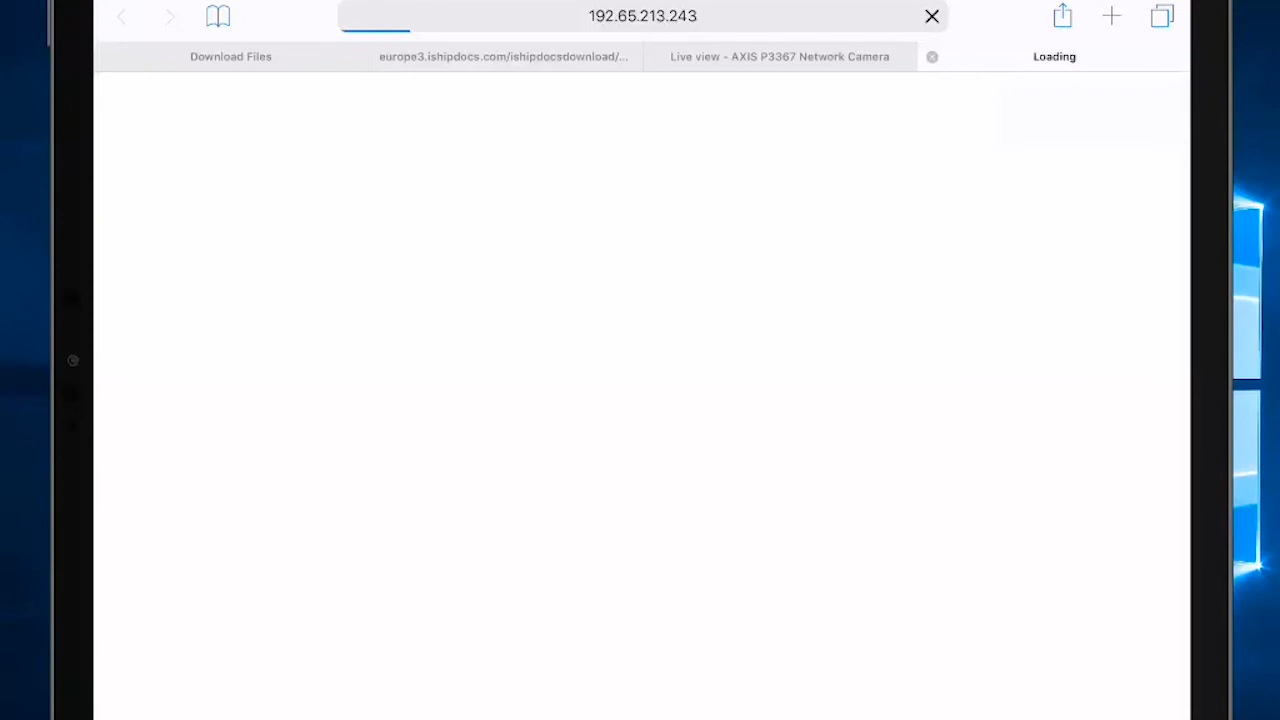 192.65.213.243
Download Files
europe3.ishipdocs.com/ishipdocsdownload/...
Live view - AXIS P3367 Network Camera
Loading